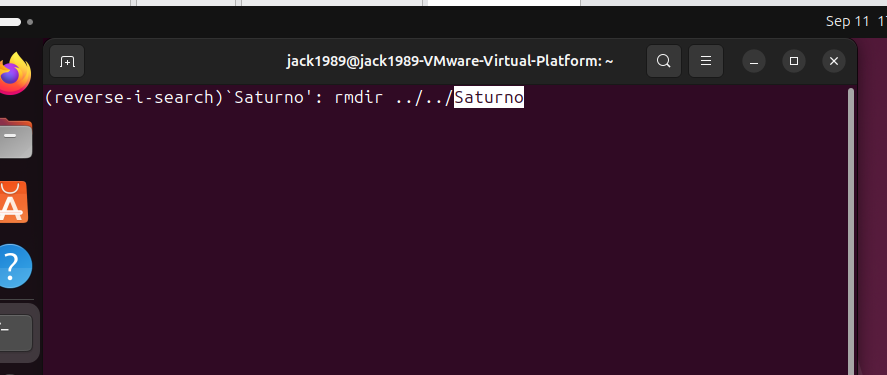 Sep 11
jack1989@jack1989-VMware-Virtual-Platform: ~
(reverse-i-search)`Saturno': rmdir ../../Saturno